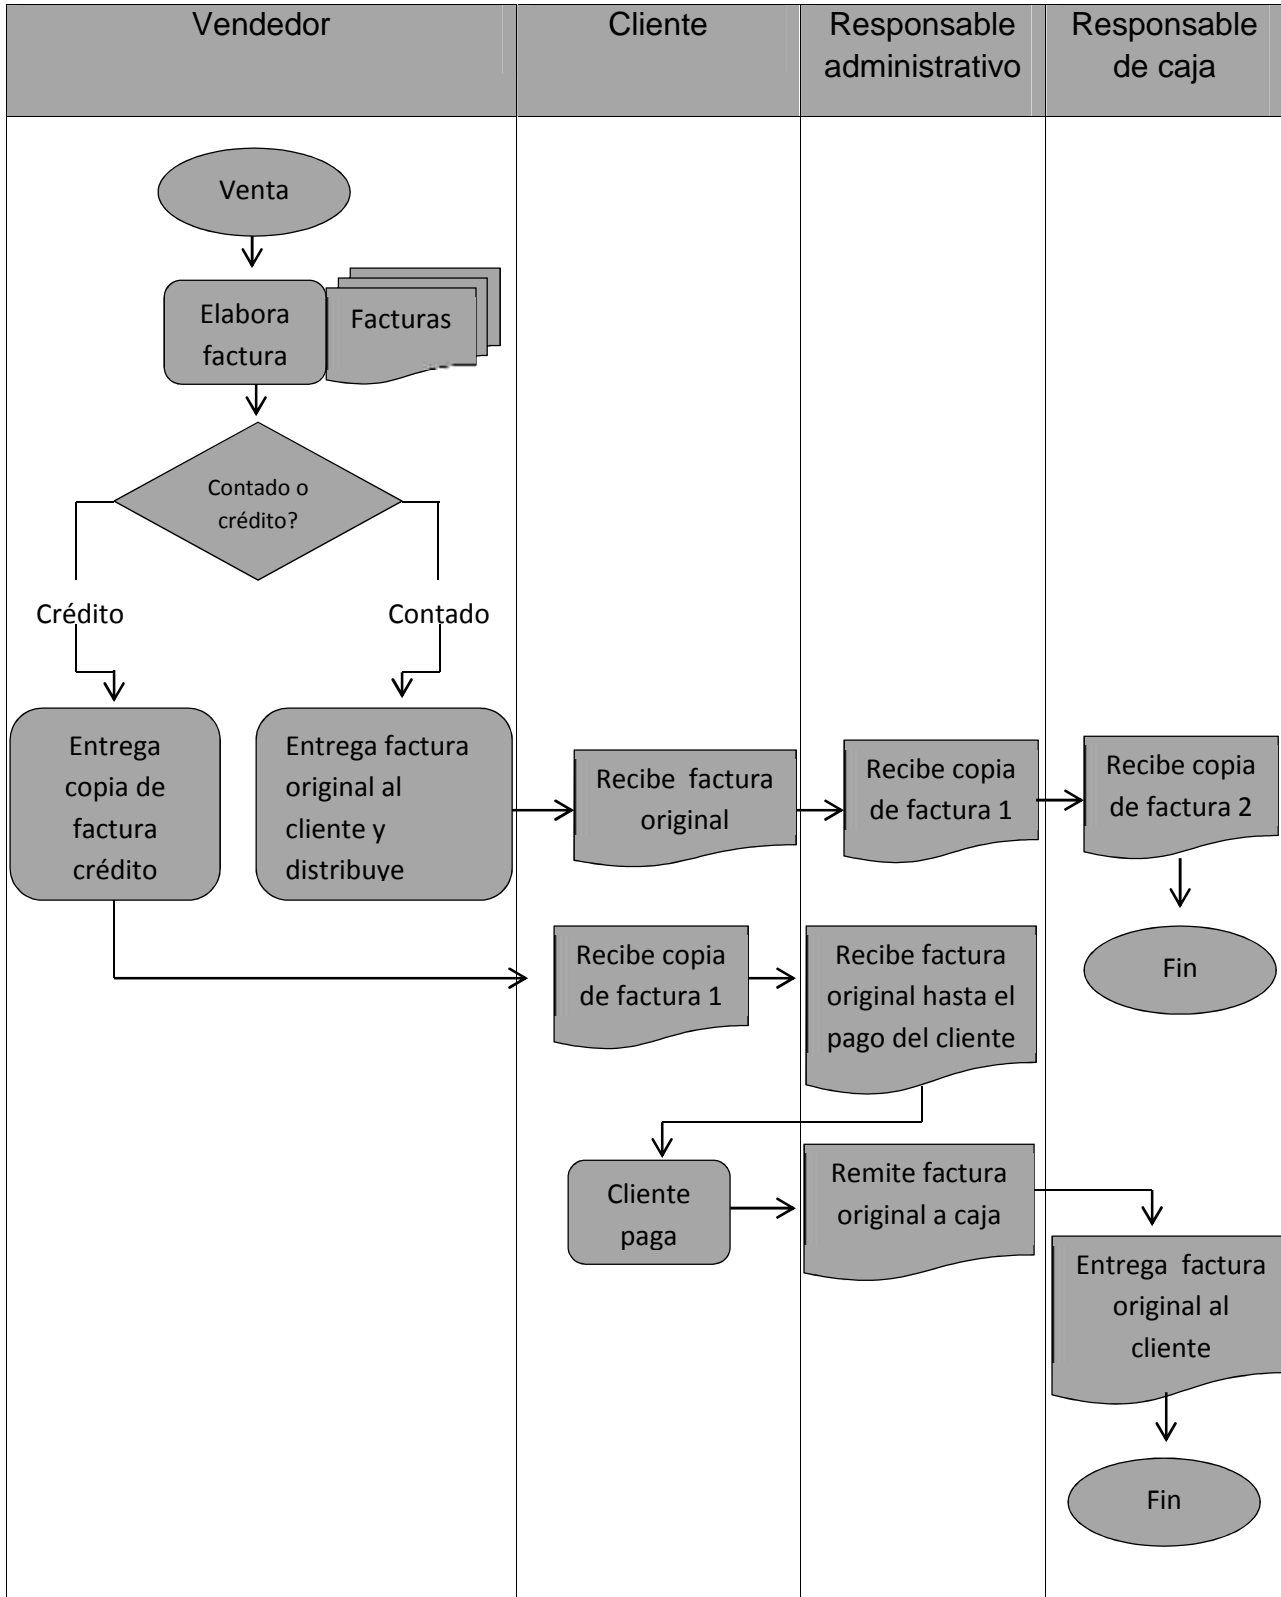 Vendedor
Cliente
Responsable
administrativo
Responsable
de caja
Venta
Elabora
factura
Facturas
Contado o
crédito?
Crédito
Contado
Entrega
copia de
factura
crédito
Entrega factura
original al
cliente y
distribuye
Recibe factura
original
Recibe copia
de factura 1
Recibe copia
de factura 2
Fin
Recibe copia
de factura 1
Recibe factura
original hasta el
pago del cliente
Cliente
paga
Remite factura
original a caja
Entrega factura
original al
cliente
Fin